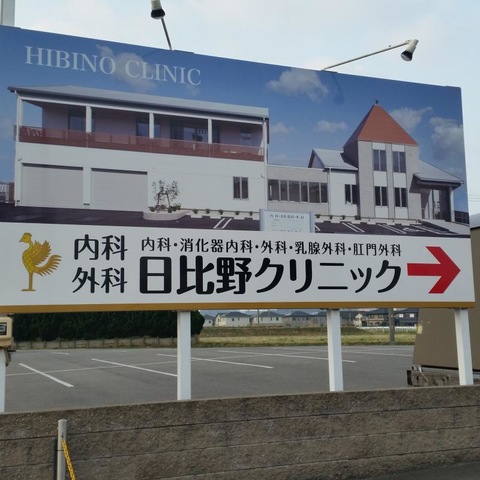 HIBINO CLINIC
内科 内科・消化器内科・外科・乳腺外科・肛門外科
外科 日比野クリニック